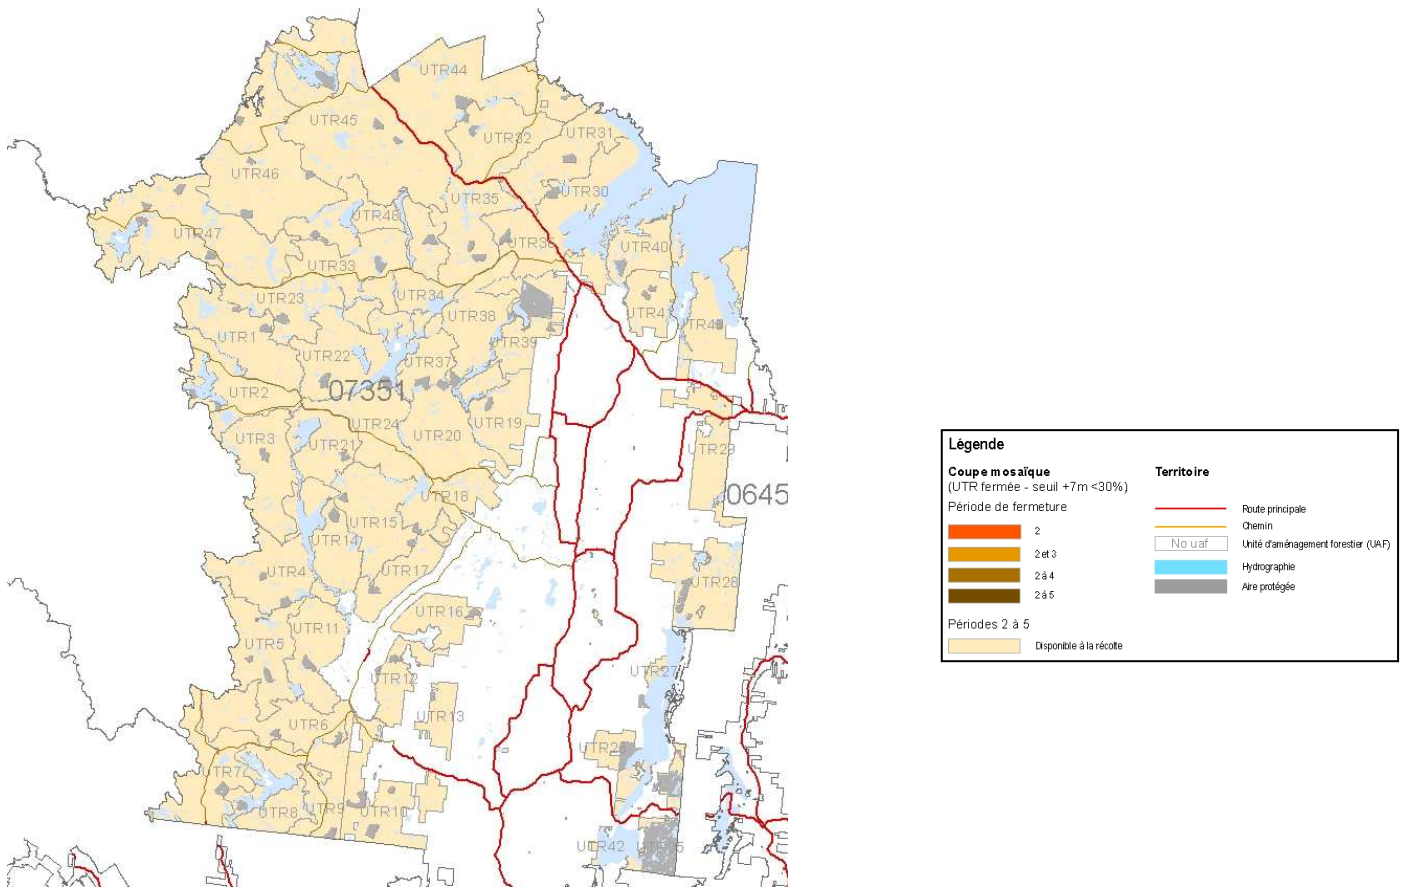 UTR44
UTR45
UTR32
UTR31
UTR46
UTR30
UTR35
UTR48
UTR47
UTR36
UTR40
UTR33
UTR23
UTR34
UTR38
UTR41
UTR1
UTR39
UTR22
UTR37
07351
UTR2
UTR24
UTR19
UTR3
UTR21
UTR20
UTR29
UTR18
0645
UTR15
UTR14
UTR4
UTR17
UTR28
UTR16
UTR11
UTR5
UTR27
UTR12
UTR13
UTR6
UTR7
UTR8
UTR9
UTR10
UTR42
Légende
Coupe mosaïque
(UTR fermée - seuil +7m <30%)
Période de fermeture
2
2 et 3
2 à 4
2 à 5
Périodes 2 à 5
Disponible à la récolte
Territoire
Route principale
Chemin
No uaf
Unité d'aménagement forestier (UAF)
Hydrographie
Aire protégée